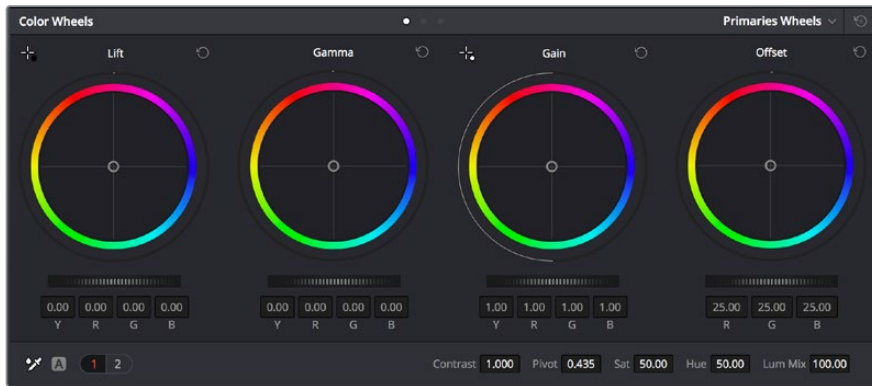 Color Wheels Primaries Wheels
Lift Gamma Gain Offset
0.00 0.00 0.00 0.00 0.00 0.00 0.00 0.00 1.00 1.00 1.00 1.00 25.00 25.00 25.00
Y R G B Y R G B Y R G B R G B
A 1 2 Contrast 1.000 Pivot 0.435 Sat 50.00 Hue 50.00 Lum Mix 100.00